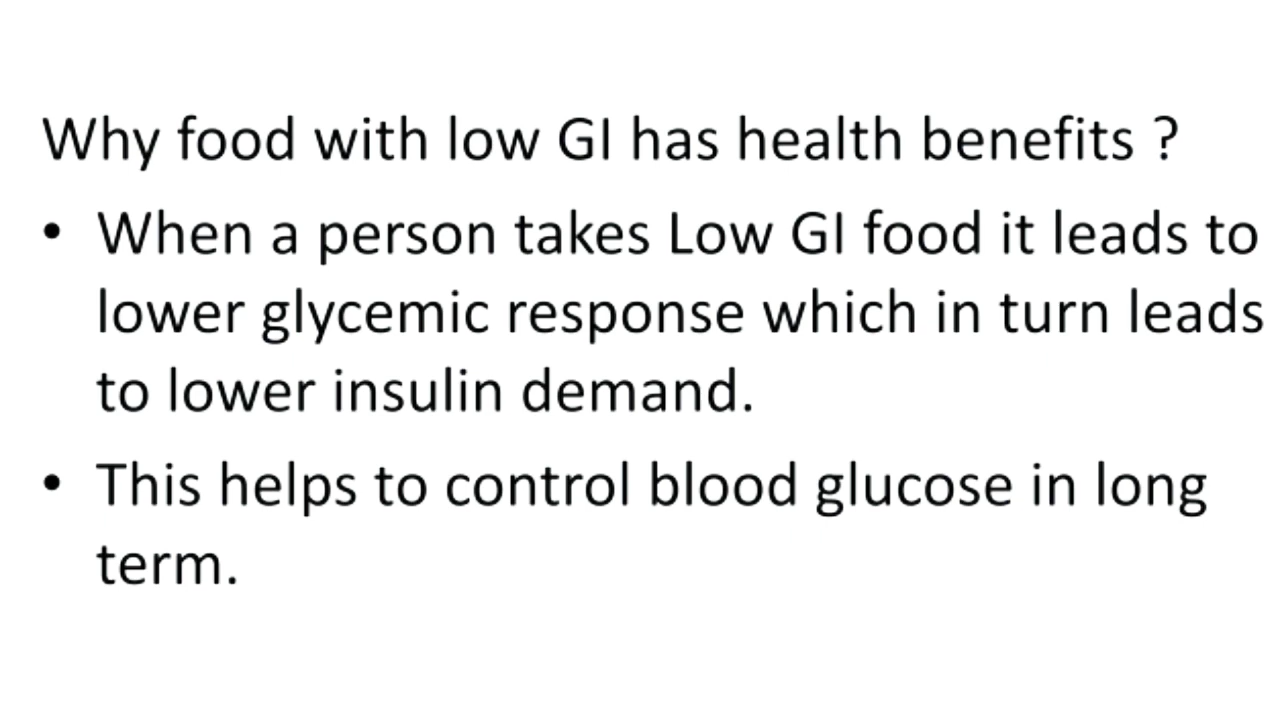 Why food with low GI has health benefits ?
• When a person takes Low GI food it leads to
lower glycemic response which in turn leads
to lower insulin demand.
• This helps to control blood glucose in long
term.